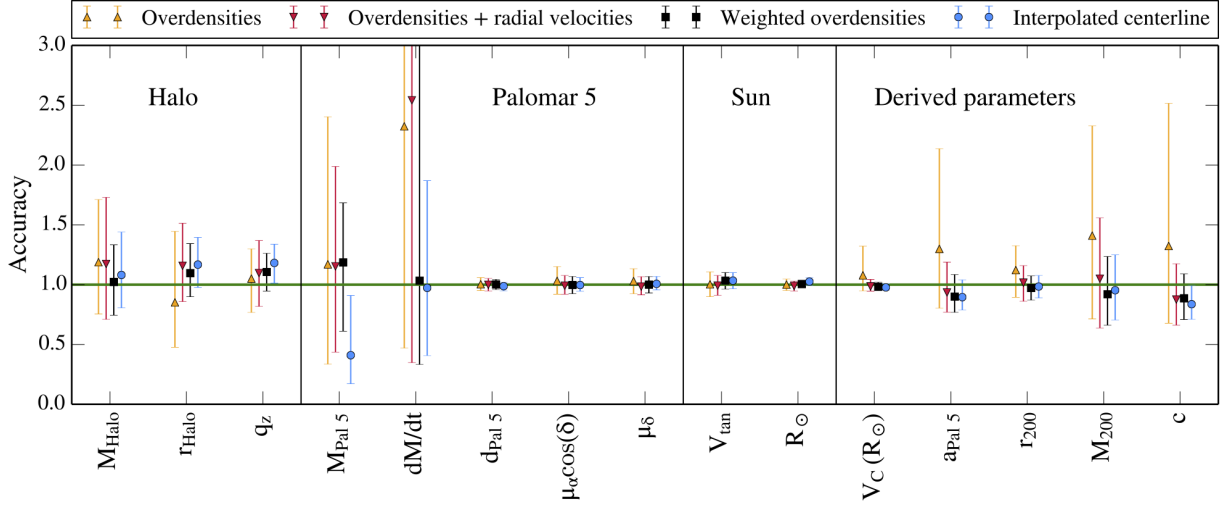 Overdensities Overdensities + radial velocities Weighted overdensities Interpolated centerline
3.0
2.5
2.0
1.5
1.0
0.5
0.0
Accuracy
Halo Palomar 5 Sun Derived parameters
M_Halo r_Halo q_z M_Pal 5 dM/dt d_Pal 5 μ_αcos(δ) μ_δ V_tan R_⊙ V_C (R_⊙) a_Pal 5 r_200 M_200 c